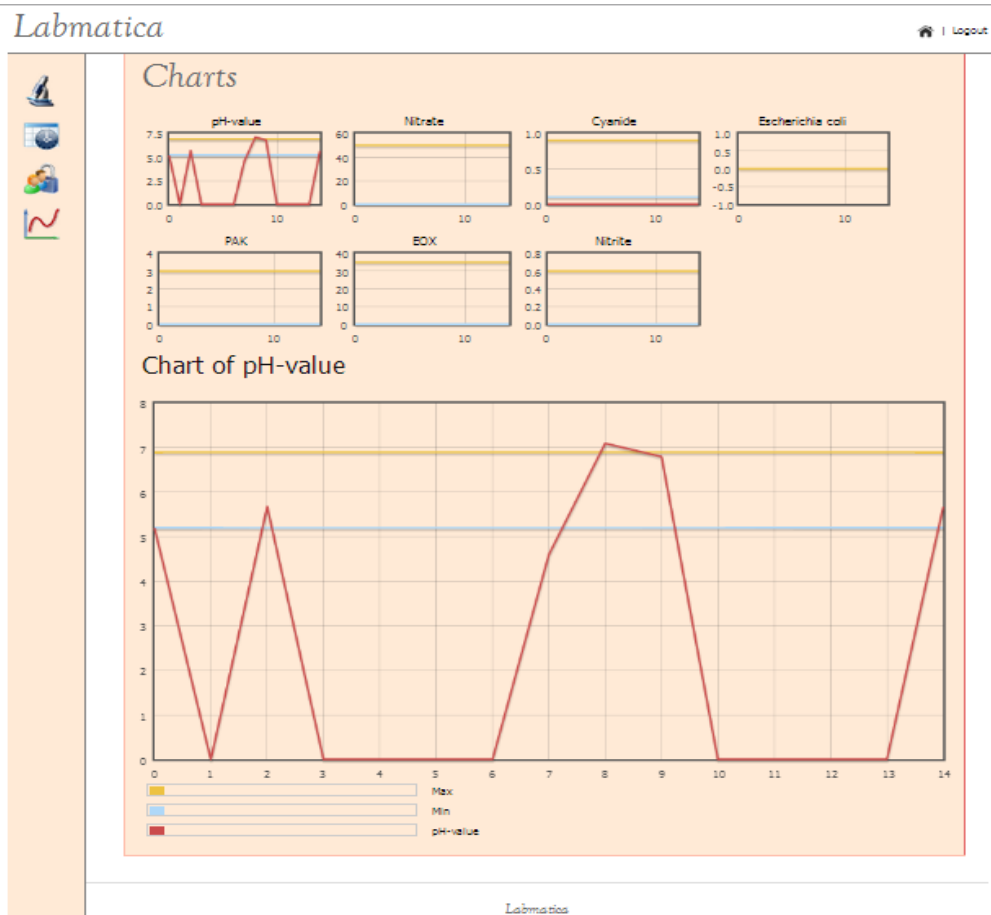 Labmatica
| Logout
Charts
pH-value
7.5
5.0
2.5
0.0
0 10
Nitrate
60
40
20
0
0 10
Cyanide
1.0
0.5
0.0
0 10
Escherichia coli
1.0
0.5
0.0
-0.5
-1.0
0 10
PAK
4
3
2
1
0
0 10
EOX
40
30
20
10
0
0 10
Nitrite
0.8
0.6
0.4
0.2
0.0
0 10
Chart of pH-value
8
7
6
5
4
3
2
1
0
0 1 2 3 4 5 6 7 8 9 10 11 12 13 14
Max
Min
pH-value
Labmatica